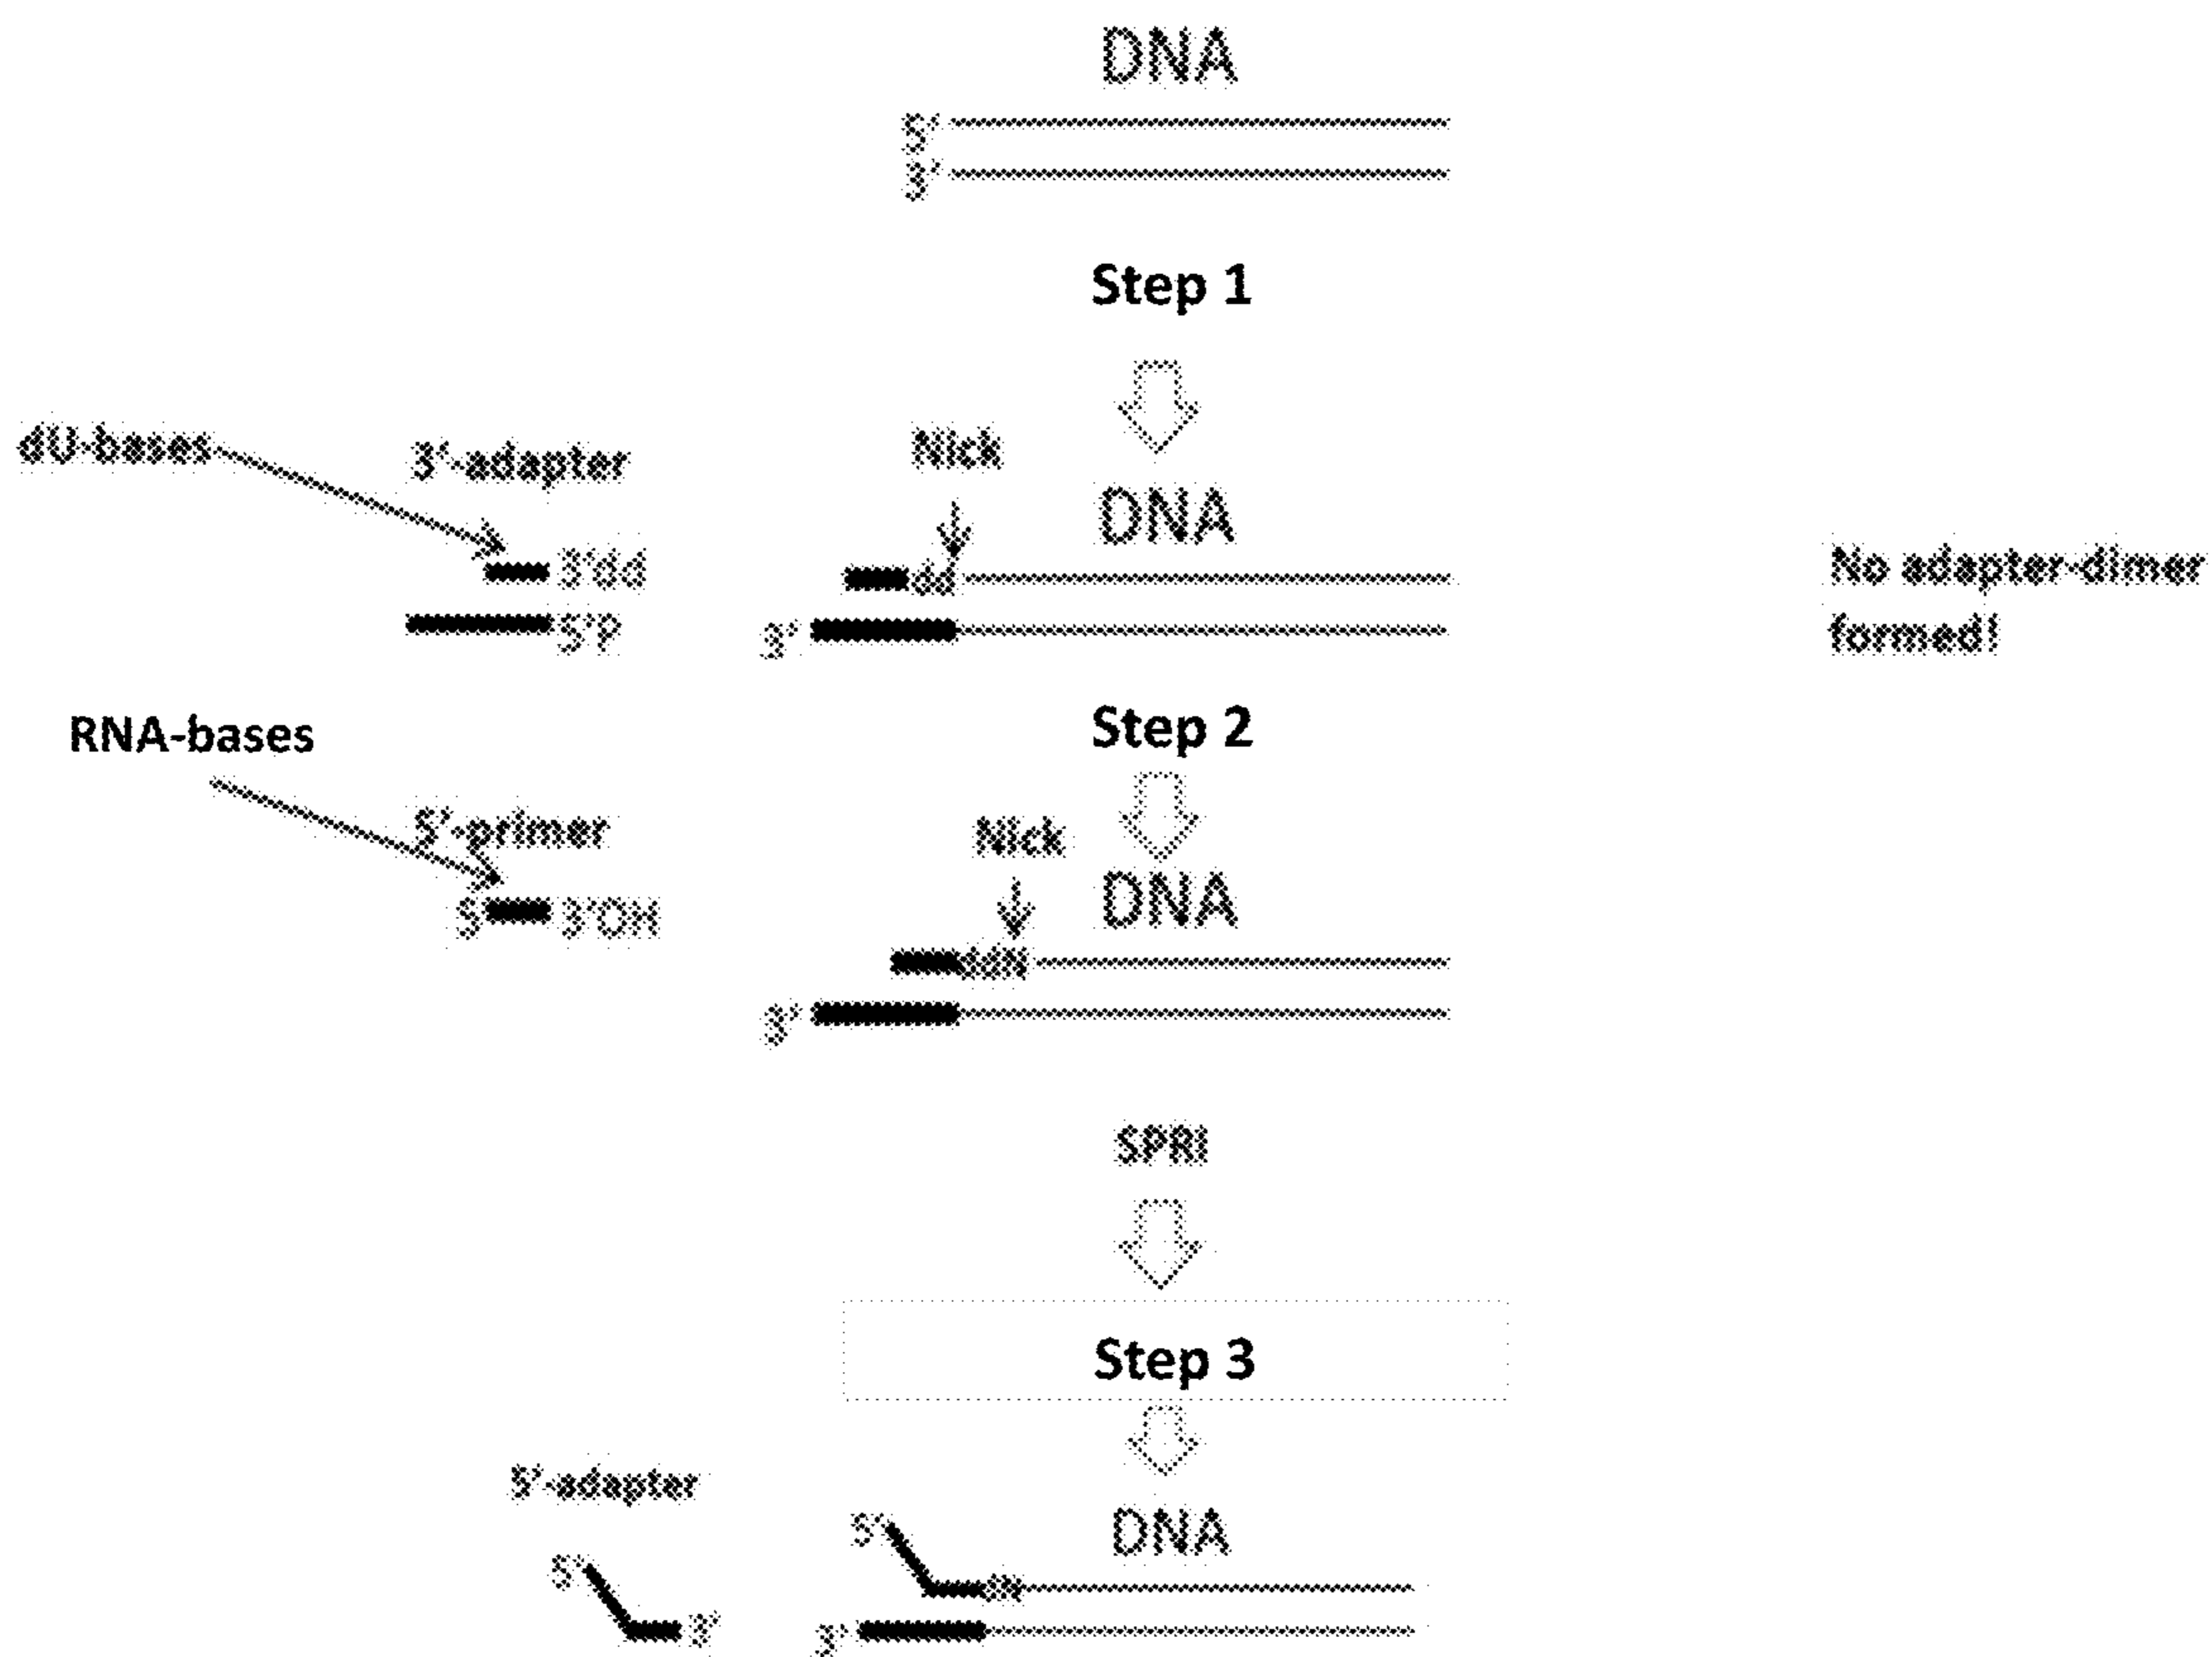 DNA
5'
3'
Step 1
dU-bases
3'-adapter
Nick
DNA
3'dd
dd
No adapter-dimer
5'P
3'
formed!
RNA-bases
Step 2
5'-primer
Nick
DNA
5' 3'OH
3'
SPRI
Step 3
5'-adapter
5'
DNA
5'
3'
3'